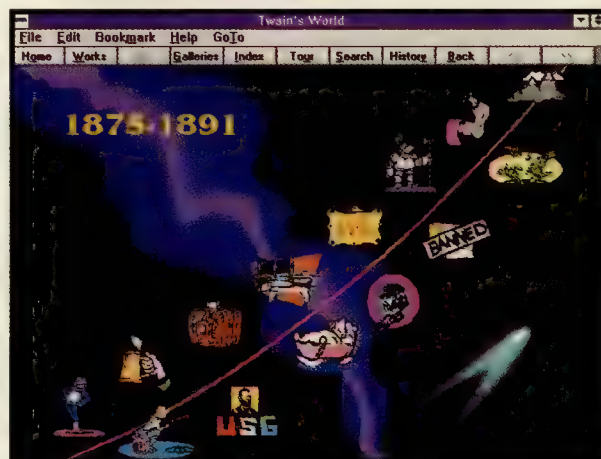 Twain's World
File Edit Bookmark Help GoTo
Home Works Galleries Index Tour Search History Back
1875-1891
BANNED
USG